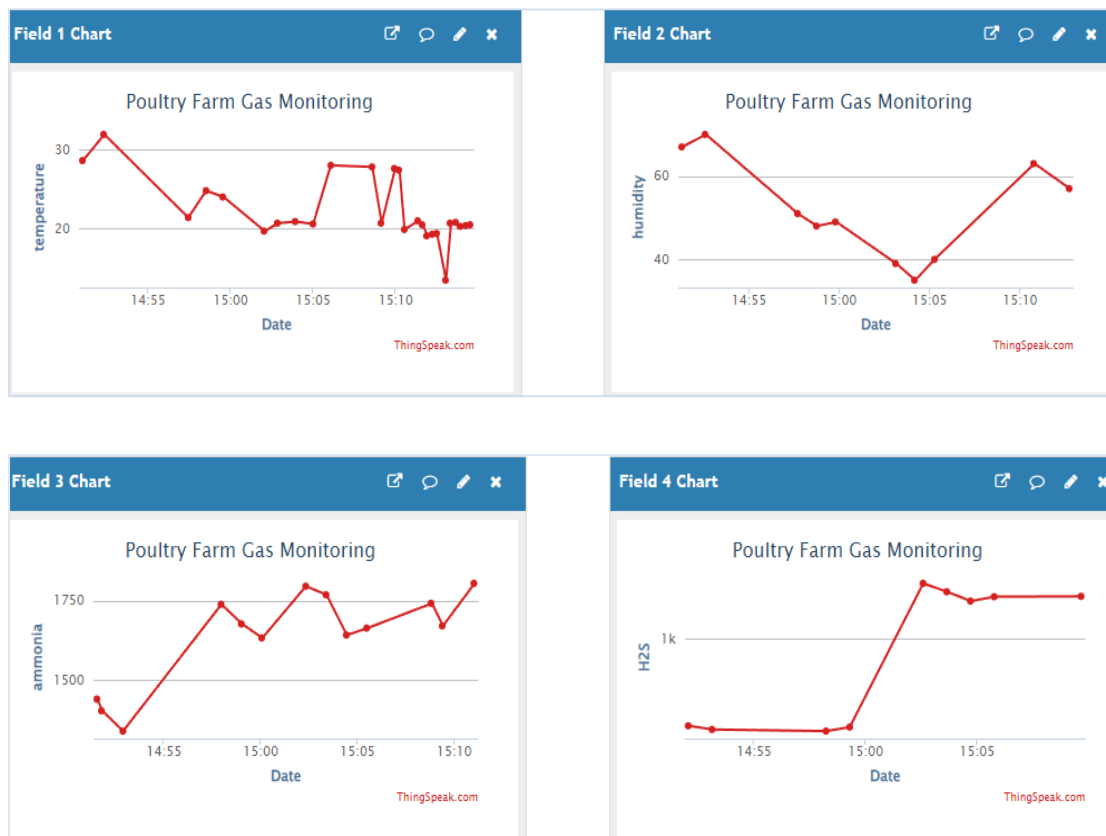 Field 1 Chart
Poultry Farm Gas Monitoring
30
20
temperature
14:55 15:00 15:05 15:10
Date
ThingSpeak.com
Field 2 Chart
Poultry Farm Gas Monitoring
60
40
humidity
14:55 15:00 15:05 15:10
Date
ThingSpeak.com
Field 3 Chart
Poultry Farm Gas Monitoring
1750
1500
ammonia
14:55 15:00 15:05 15:10
Date
ThingSpeak.com
Field 4 Chart
Poultry Farm Gas Monitoring
1k
H2S
14:55 15:00 15:05
Date
ThingSpeak.com